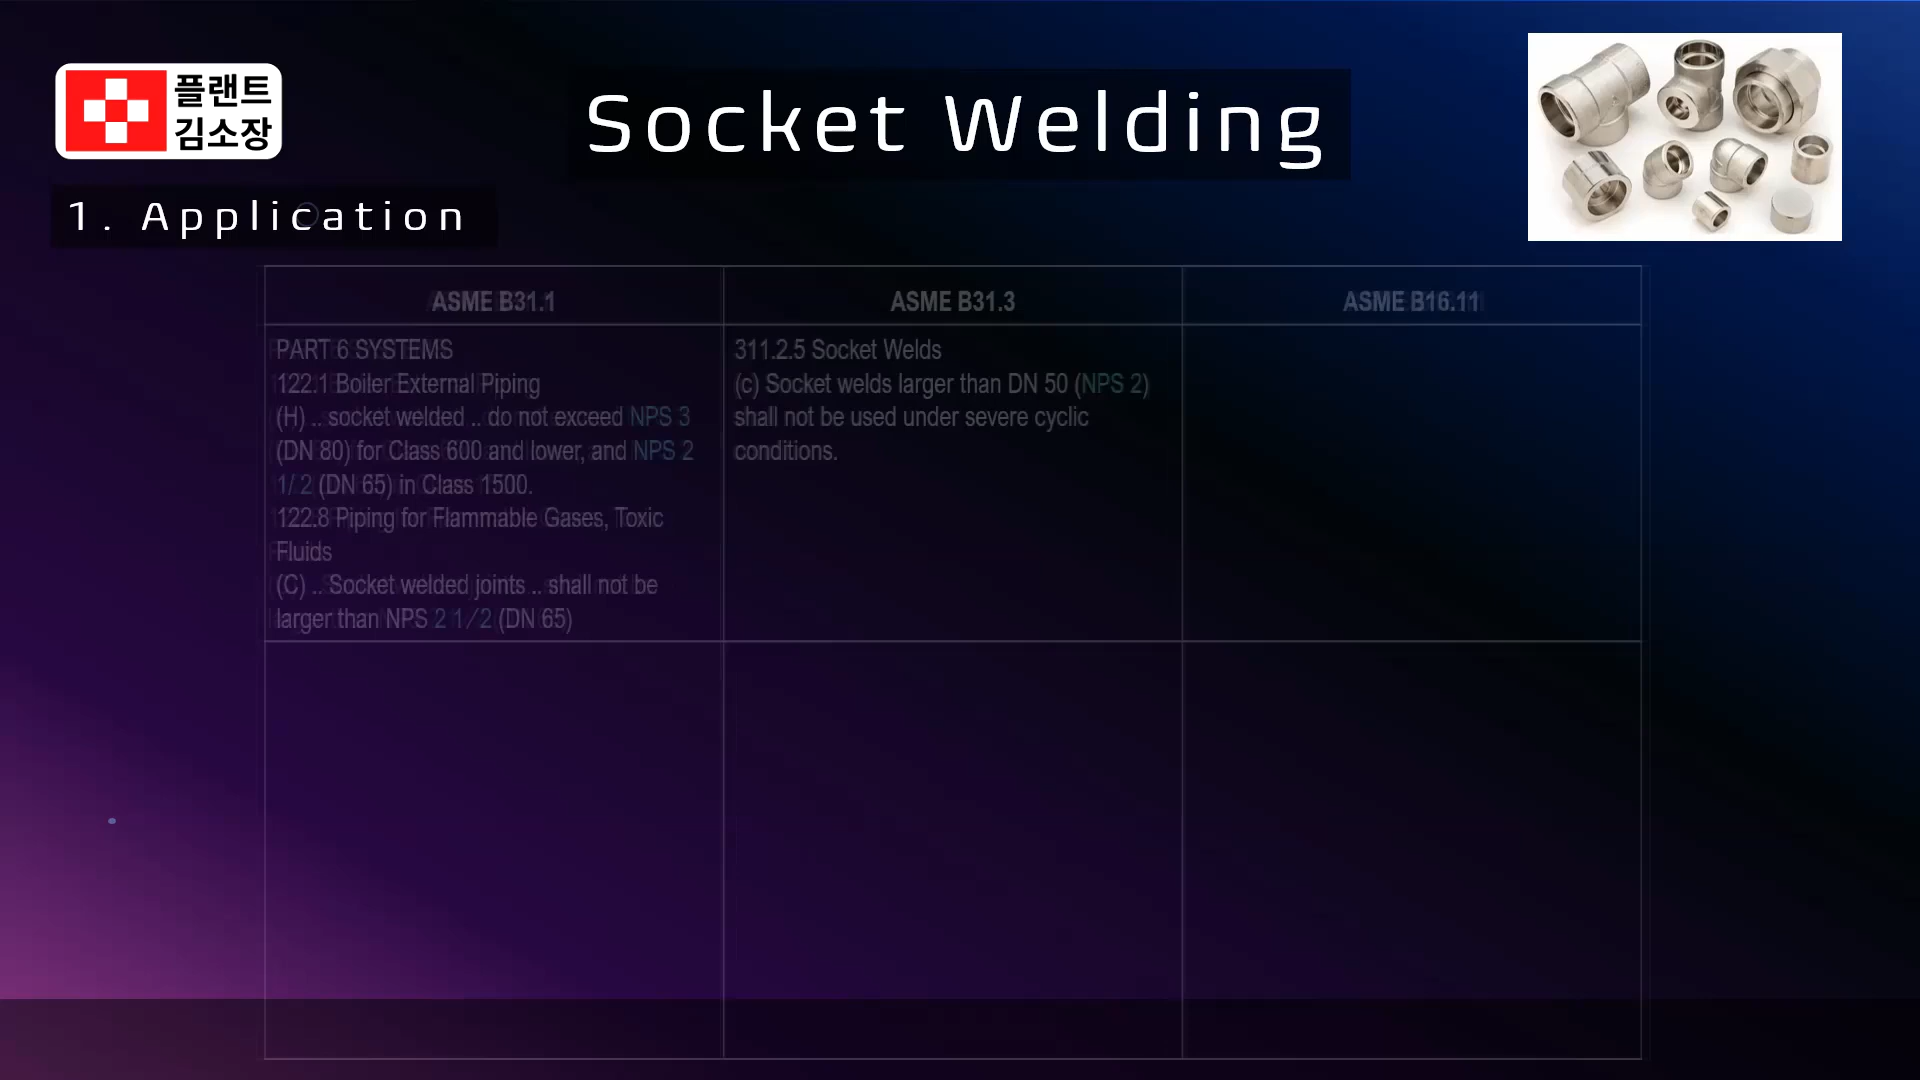 플랜트
김소장
Socket Welding
1. Application
ASME B31.1
ASME B31.3
ASME B16.11
PART 6 SYSTEMS
122.1 Boiler External Piping
(H) .. socket welded .. do not exceed NPS 3
(DN 80) for Class 600 and lower, and NPS 2
1/ 2 (DN 65) in Class 1500.
122.8 Piping for Flammable Gases, Toxic
Fluids
(C) .. Socket welded joints .. shall not be
larger than NPS 2 1/2 (DN 65)
311.2.5 Socket Welds
(c) Socket welds larger than DN 50 (NPS 2)
shall not be used under severe cyclic
conditions.